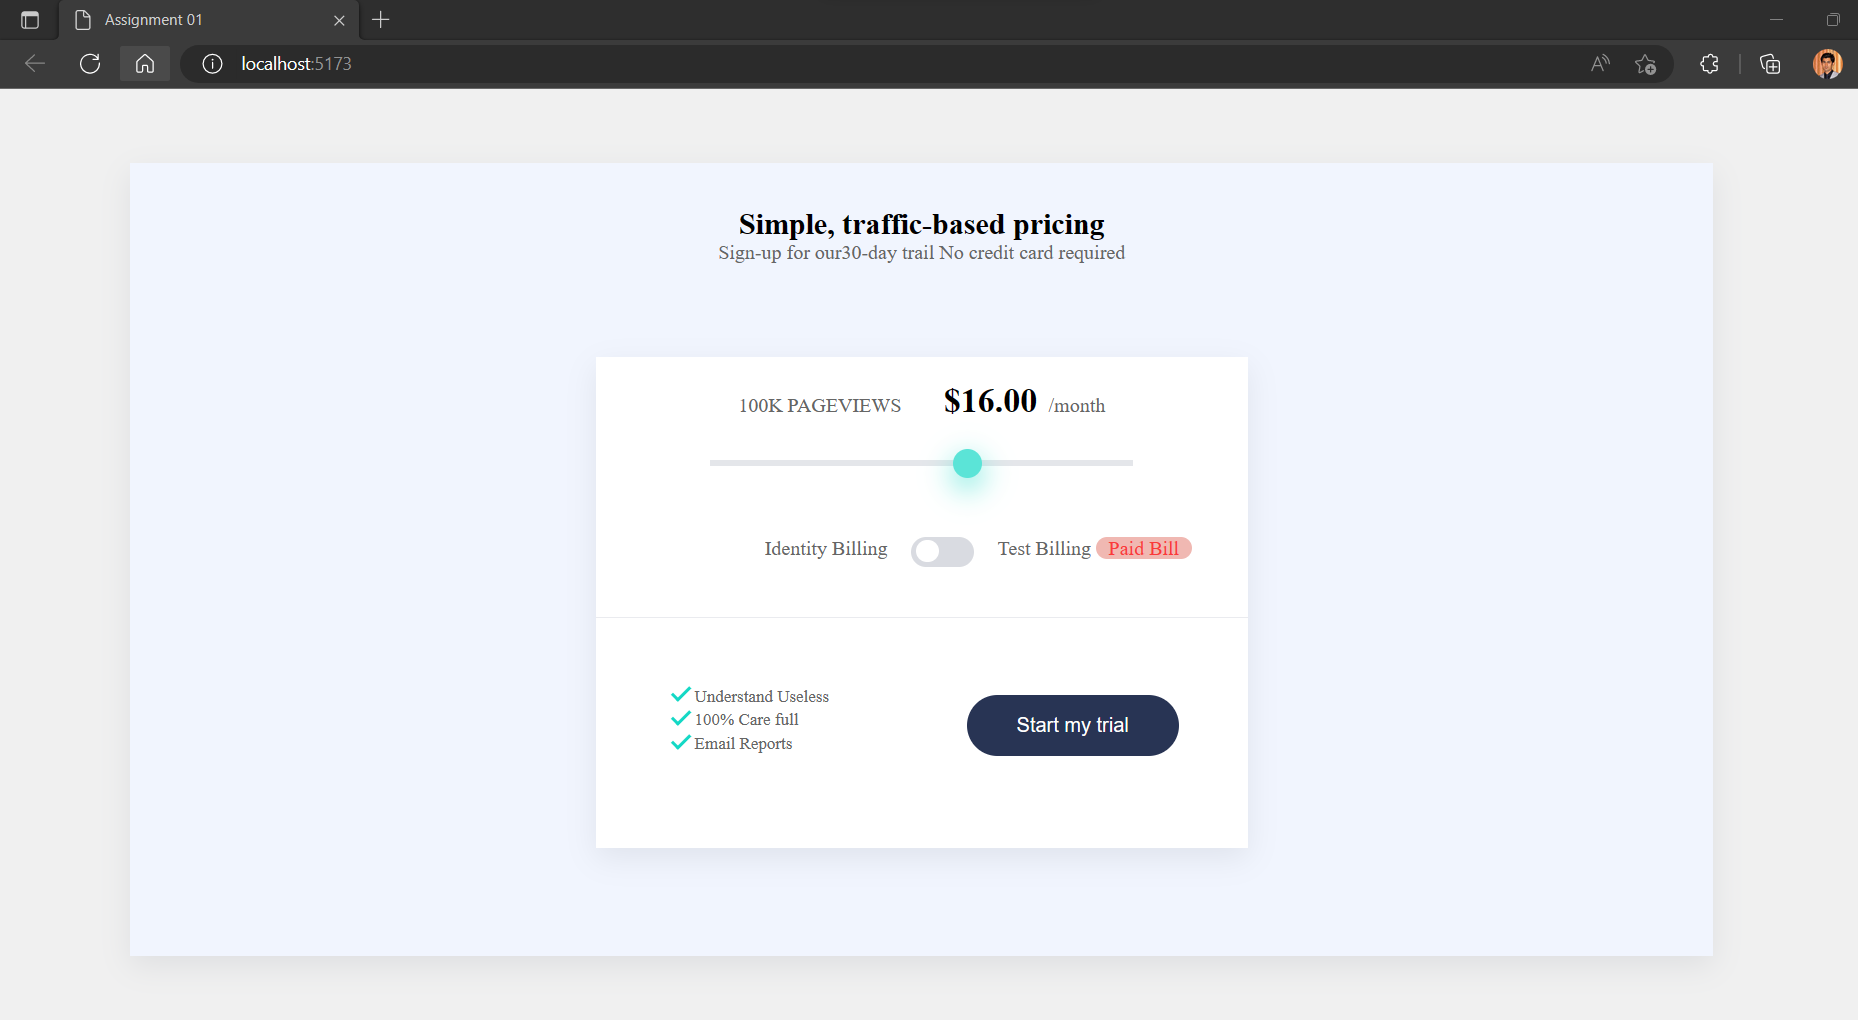 Assignment 01
localhost:5173
Simple, traffic-based pricing
Sign-up for our30-day trail No credit card required
100K PAGEVIEWS $16.00 /month
Identity Billing Test Billing Paid Bill
Understand Useless
100% Care full
Email Reports
Start my trial